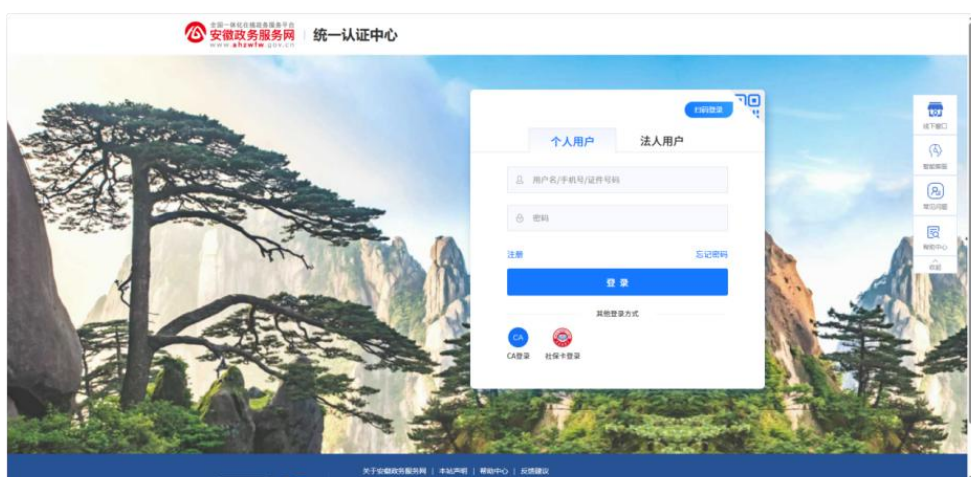 全国一体化在线政务服务平台
安徽政务服务网
www.ahzwfw.gov.cn
统一认证中心
扫码登录
个人用户
法人用户
用户名/手机号/证件号码
密码
注册
忘记密码
登 录
其他登录方式
CA
CA登录
社保卡登录
线下窗口
智能客服
常见问题
帮助中心
收起
关于安徽政务服务网 | 本站声明 | 帮助中心 | 反馈建议